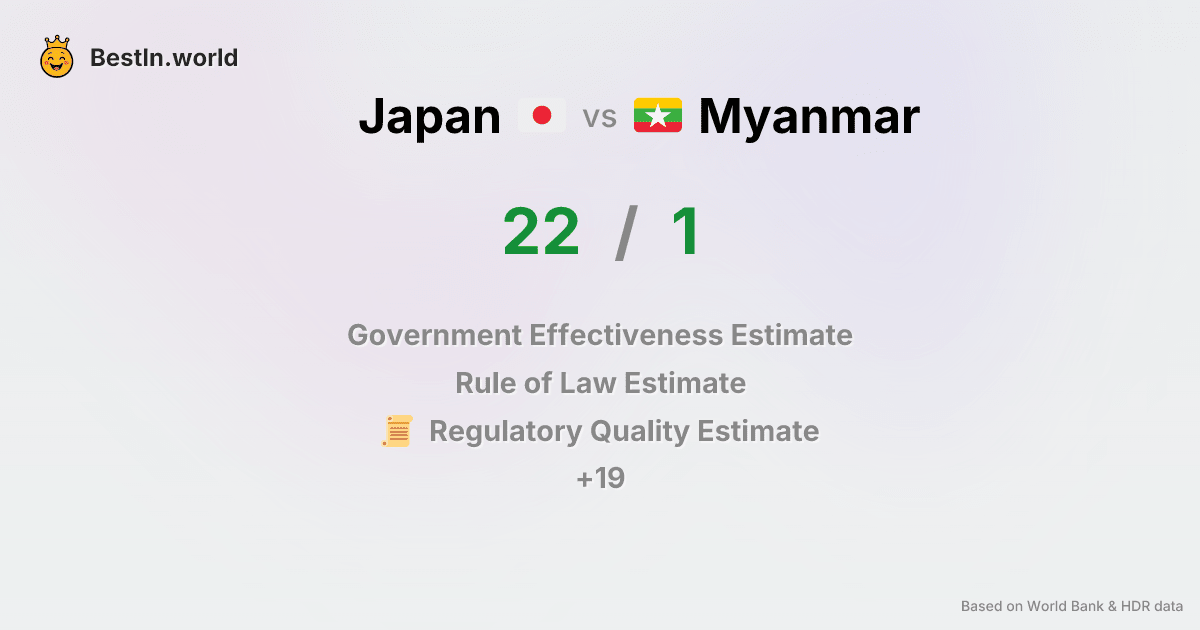 BestIn.world
Japan vs Myanmar
22 / 1
Government Effectiveness Estimate
Rule of Law Estimate
Regulatory Quality Estimate
+19
Based on World Bank & HDR data